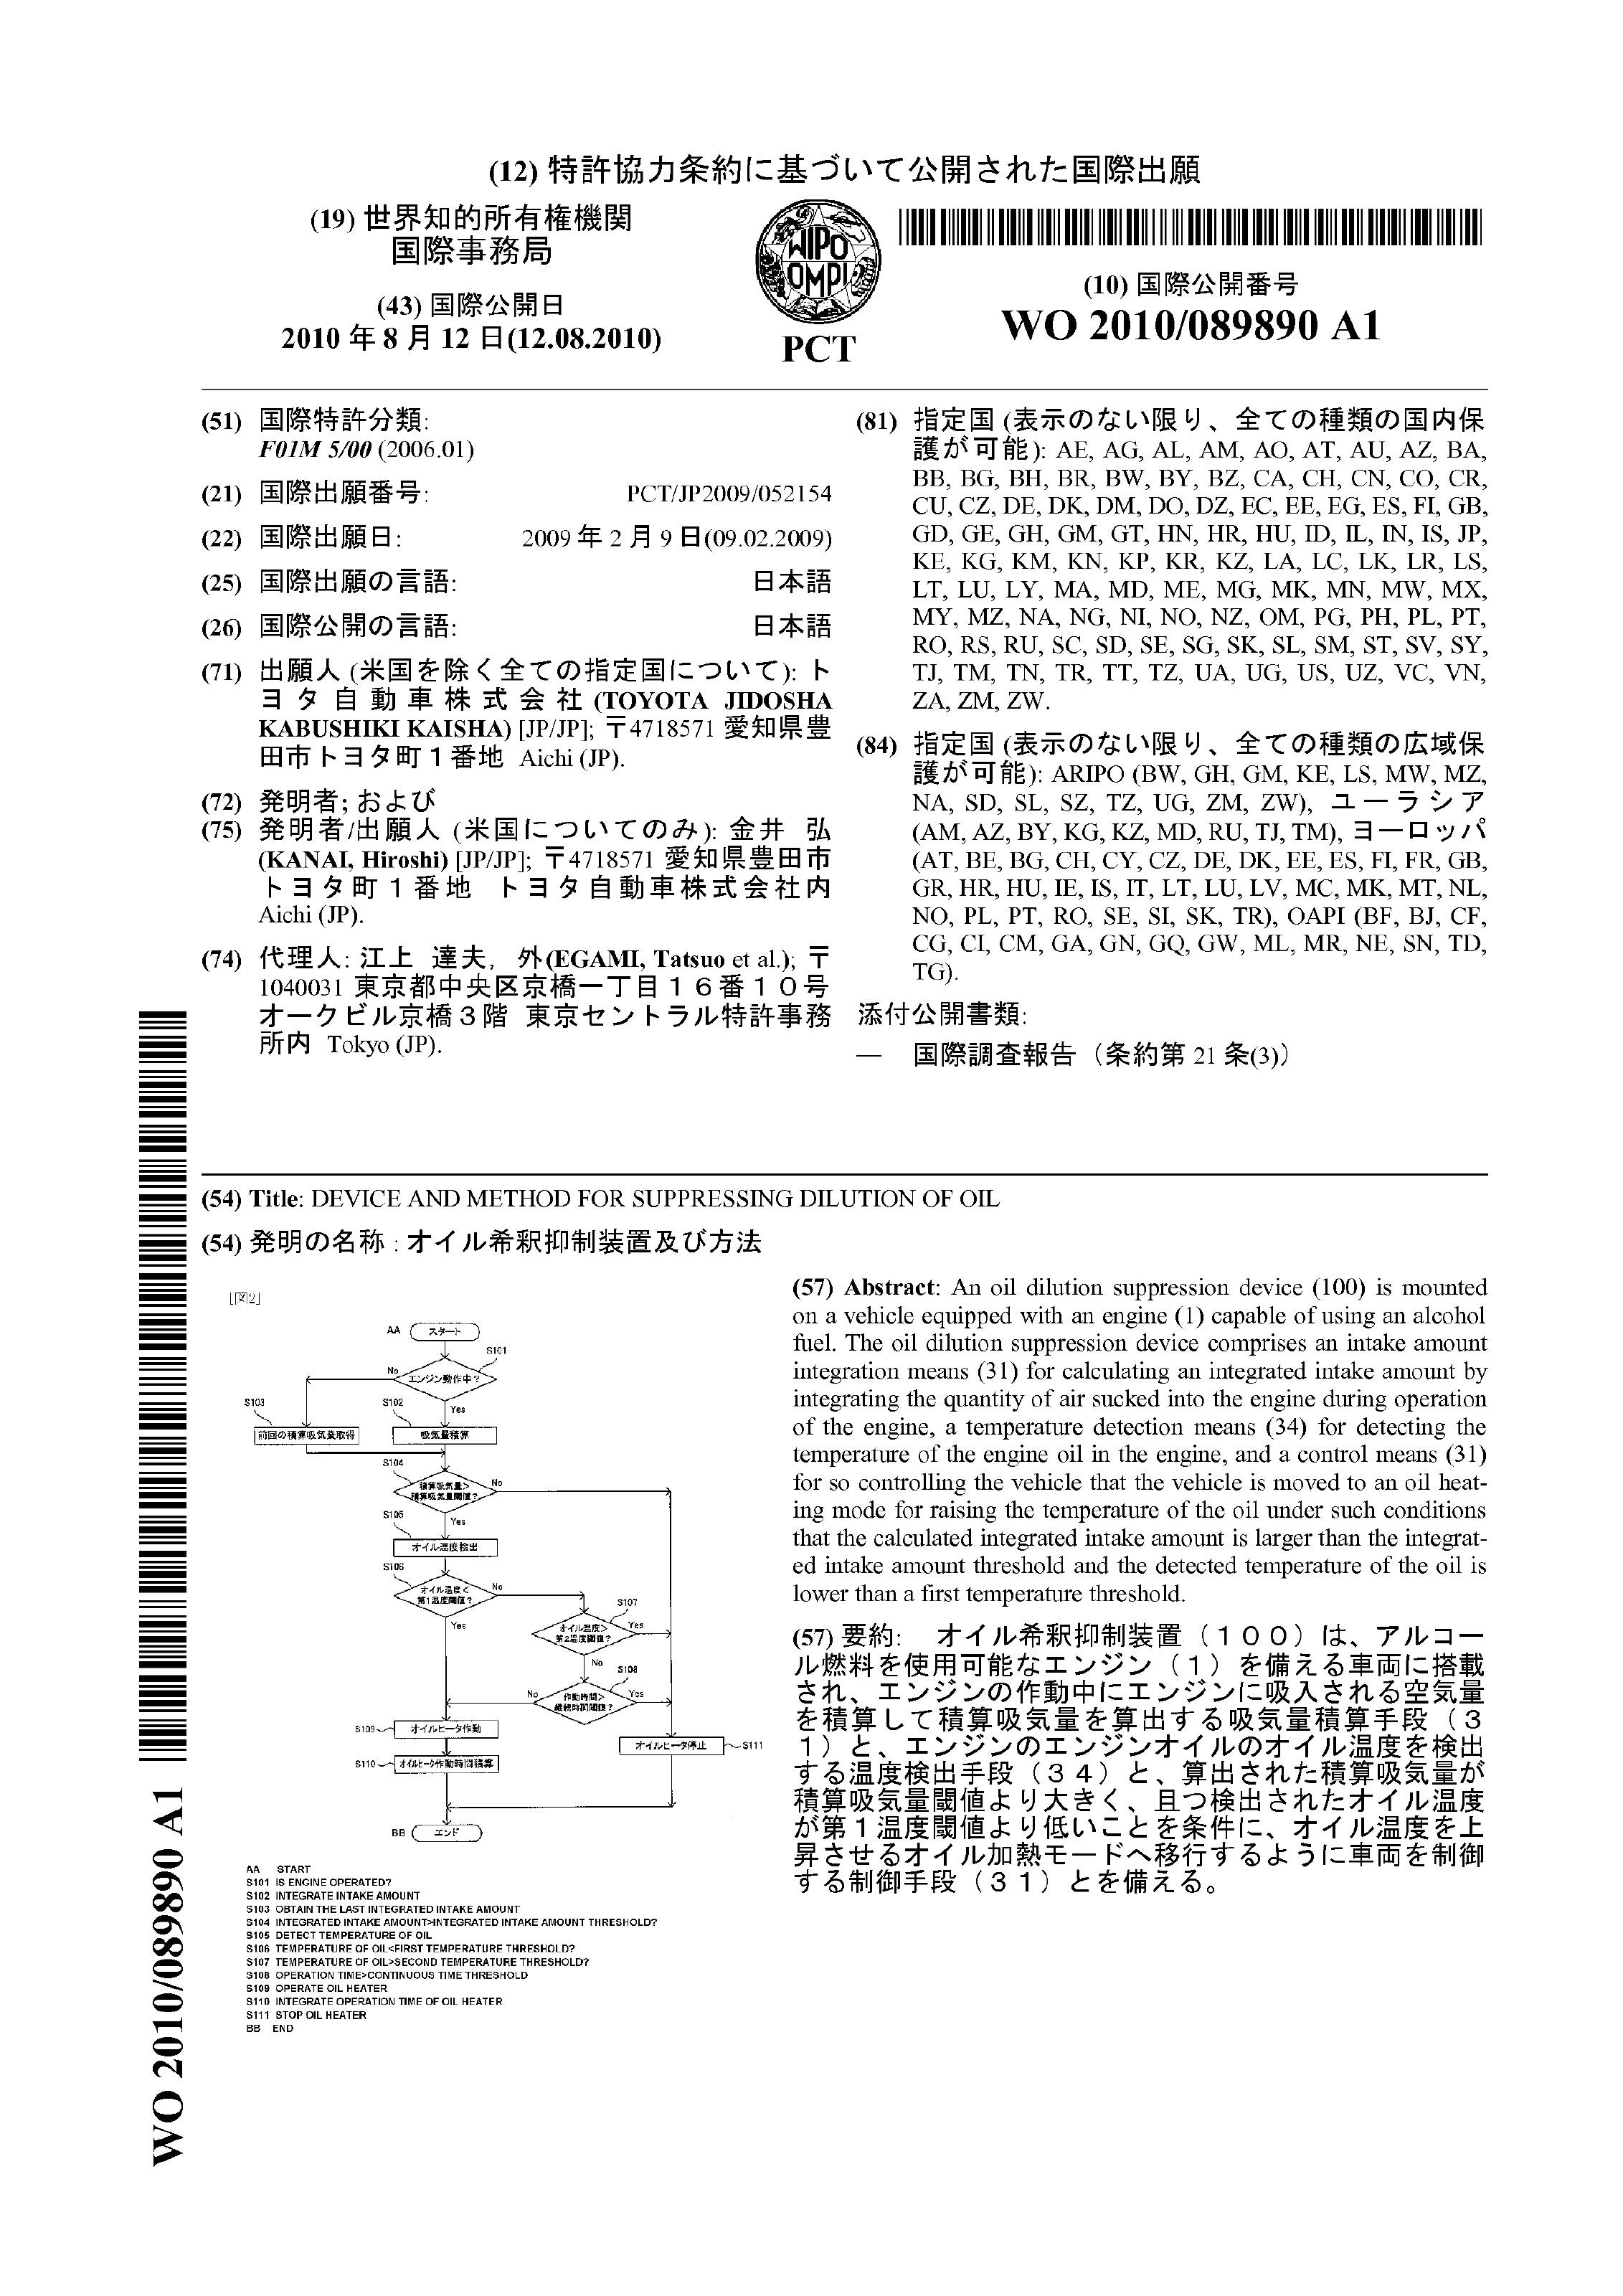 (12) 特許協力条約に基づいて公開された国際出願
(19) 世界知的所有権機関
国際事務局
(43) 国際公開日
2010 年 8 月 12 日(12.08.2010)
WIPO
OMPI
PCT
(10) 国際公開番号
WO 2010/089890 A1
(51) 国際特許分類:
F01M 5/00 (2006.01)
(21) 国際出願番号: PCT/JP2009/052154
(22) 国際出願日: 2009 年 2 月 9 日(09.02.2009)
(25) 国際出願の言語: 日本語
(26) 国際公開の言語: 日本語
(71) 出願人 (米国を除く全ての指定国について): ト
ヨタ自動車株式会社 (TOYOTA JIDOSHA
KABUSHIKI KAISHA) [JP/JP]; 〒4718571 愛知県豊
田市トヨタ町1番地 Aichi (JP).
(72) 発明者; および
(75) 発明者/出願人 (米国についてのみ): 金井 弘
(KANAI, Hiroshi) [JP/JP]; 〒4718571 愛知県豊田市
トヨタ町1番地 トヨタ自動車株式会社内
Aichi (JP).
(74) 代理人: 江上 達夫, 外(EGAMI, Tatsuo et al.); 〒
1040031 東京都中央区京橋一丁目16番10号
オークビル京橋3階 東京セントラル特許事務
所内 Tokyo (JP).
(81) 指定国 (表示のない限り、全ての種類の国内保
護が可能): AE, AG, AL, AM, AO, AT, AU, AZ, BA,
BB, BG, BH, BR, BW, BY, BZ, CA, CH, CN, CO, CR,
CU, CZ, DE, DK, DM, DO, DZ, EC, EE, EG, ES, FI, GB,
GD, GE, GH, GM, GT, HN, HR, HU, ID, IL, IN, IS, JP,
KE, KG, KM, KN, KP, KR, KZ, LA, LC, LK, LR, LS,
LT, LU, LY, MA, MD, ME, MG, MK, MN, MW, MX,
MY, MZ, NA, NG, NI, NO, NZ, OM, PG, PH, PL, PT,
RO, RS, RU, SC, SD, SE, SG, SK, SL, SM, ST, SV, SY,
TJ, TM, TN, TR, TT, TZ, UA, UG, US, UZ, VC, VN,
ZA, ZM, ZW.
(84) 指定国 (表示のない限り、全ての種類の広域保
護が可能): ARIPO (BW, GH, GM, KE, LS, MW, MZ,
NA, SD, SL, SZ, TZ, UG, ZM, ZW), ユーラシア
(AM, AZ, BY, KG, KZ, MD, RU, TJ, TM), ヨーロッパ
(AT, BE, BG, CH, CY, CZ, DE, DK, EE, ES, FI, FR, GB,
GR, HR, HU, IE, IS, IT, LT, LU, LV, MC, MK, MT, NL,
NO, PL, PT, RO, SE, SI, SK, TR), OAPI (BF, BJ, CF,
CG, CI, CM, GA, GN, GQ, GW, ML, MR, NE, SN, TD,
TG).
添付公開書類:
— 国際調査報告 (条約第 21 条(3))
(54) Title: DEVICE AND METHOD FOR SUPPRESSING DILUTION OF OIL
(54) 発明の名称 : オイル希釈抑制装置及び方法
[図2]
AA スタート
S101
エンジン動作中?
No
Yes
S103
前回の積算吸気量取得
S102
吸気量積算
S104
積算吸気量>
積算吸気量閾値?
No
Yes
S105
オイル温度検出
S106
オイル温度<
第1温度閾値?
No
Yes
S107
オイル温度>
第2温度閾値?
Yes
No
S108
作動時間>
継続時間閾値?
No
Yes
S109 オイルヒータ作動
S110 オイルヒータ作動時間積算
オイルヒータ停止 S111
BB エンド
AA START
S101 IS ENGINE OPERATED?
S102 INTEGRATE INTAKE AMOUNT
S103 OBTAIN THE LAST INTEGRATED INTAKE AMOUNT
S104 INTEGRATED INTAKE AMOUNT>INTEGRATED INTAKE AMOUNT THRESHOLD?
S105 DETECT TEMPERATURE OF OIL
S106 TEMPERATURE OF OIL<FIRST TEMPERATURE THRESHOLD?
S107 TEMPERATURE OF OIL>SECOND TEMPERATURE THRESHOLD?
S108 OPERATION TIME>CONTINUOUS TIME THRESHOLD
S109 OPERATE OIL HEATER
S110 INTEGRATE OPERATION TIME OF OIL HEATER
S111 STOP OIL HEATER
BB END
(57) Abstract: An oil dilution suppression device (100) is mounted
on a vehicle equipped with an engine (1) capable of using an alcohol
fuel. The oil dilution suppression device comprises an intake amount
integration means (31) for calculating an integrated intake amount by
integrating the quantity of air sucked into the engine during operation
of the engine, a temperature detection means (34) for detecting the
temperature of the engine oil in the engine, and a control means (31)
for so controlling the vehicle that the vehicle is moved to an oil heat-
ing mode for raising the temperature of the oil under such conditions
that the calculated integrated intake amount is larger than the integrat-
ed intake amount threshold and the detected temperature of the oil is
lower than a first temperature threshold.
(57) 要約: オイル希釈抑制装置(100)は、アルコー
ル燃料を使用可能なエンジン(1)を備える車両に搭載
され、エンジンの作動中にエンジンに吸入される空気量
を積算して積算吸気量を算出する吸気量積算手段(3
1)と、エンジンのエンジンオイルのオイル温度を検出
する温度検出手段(34)と、算出された積算吸気量が
積算吸気量閾値より大きく、且つ検出されたオイル温度
が第1温度閾値より低いことを条件に、オイル温度を上
昇させるオイル加熱モードへ移行するように車両を制御
する制御手段(31)とを備える。
WO 2010/089890 A1